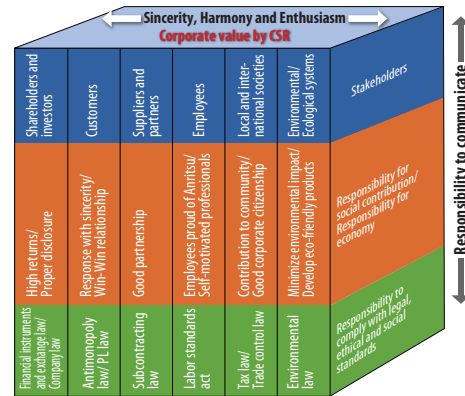 Sincerity, Harmony and Enthusiasm
Corporate value by CSR
Shareholders and
investors
Customers
Suppliers and
partners
Employees
Local and inter-
national societies
Environmental/
Ecological systems
Stakeholders
High returns/
Proper disclosure
Response with sincerity/
Win-Win relationship
Good partnership
Employees proud of Anritsu/
Self-motivated professionals
Contribution to community/
Good corporate citizenship
Minimize environmental impact/
Develop eco-friendly products
Responsibility for
social contribution/
Responsibility for
economy
Financial instruments
and exchange law/
Company law
Antimonopoly
law/ PL law
Subcontracting
law
Labor standards
act
Tax law/
Trade control law
Environmental
law
Responsibility to
comply with legal,
ethical and social
standards
Responsibility to communicate